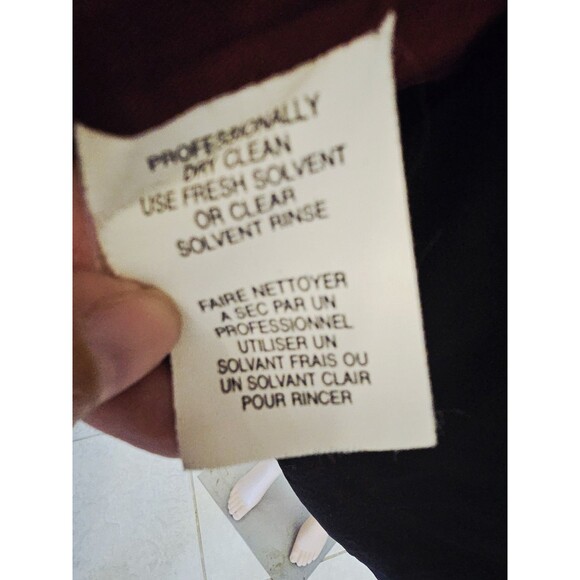 PROFESSIONALLY
DRY CLEAN
USE FRESH SOLVENT
OR CLEAR
SOLVENT RINSE
FAIRE NETTOYER
A SEC PAR UN
PROFESSIONNEL
UTILISER UN
SOLVANT FRAIS OU
UN SOLVANT CLAIR
POUR RINCER